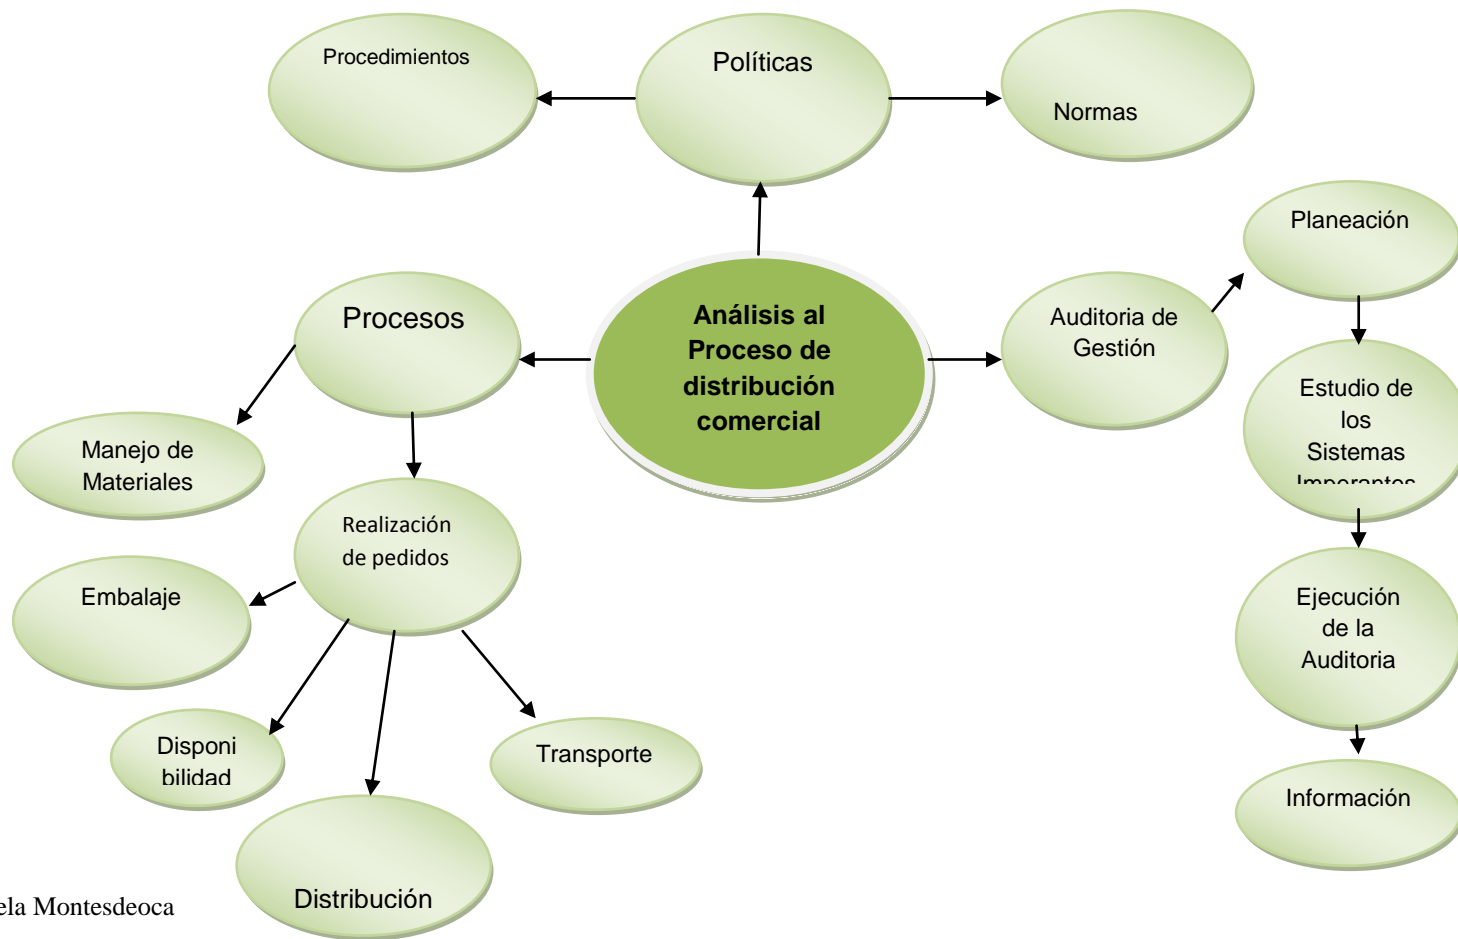 Procedimientos
Políticas
Normas
Planeación
Análisis al
Proceso de
distribución
comercial
Auditoria de
Gestión
Procesos
Estudio de
los
Sistemas
Imperantes
Manejo de
Materiales
Realización
de pedidos
Embalaje
Ejecución
de la
Auditoria
Disponi
bilidad
Transporte
Información
Distribución
ela Montesdeoca